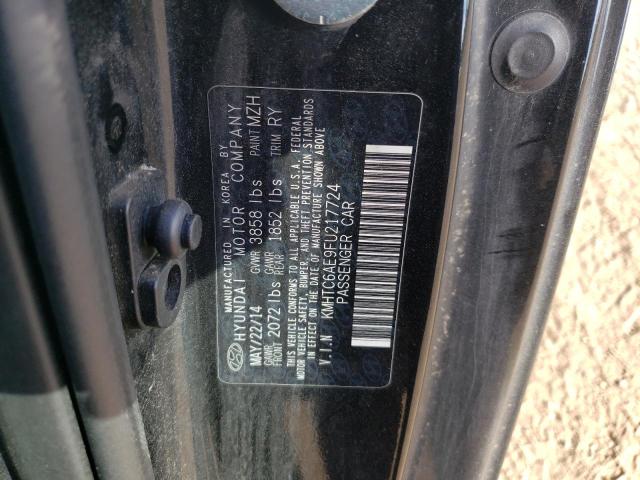 MANUFACTURED IN KOREA BY
HYUNDAI MOTOR COMPANY
MAY/22/14 GVWR 3858 lbs PAINT MZH
GAWR FRONT 2072 lbs GAWR REAR 1852 lbs TRIM RY
THIS VEHICLE CONFORMS TO ALL APPLICABLE U.S.A. FEDERAL
MOTOR VEHICLE SAFETY, BUMPER, AND THEFT PREVENTION STANDARDS
IN EFFECT ON THE DATE OF MANUFACTURE SHOWN ABOVE
V.I.N KMHTC6AE9FU217724
PASSENGER CAR